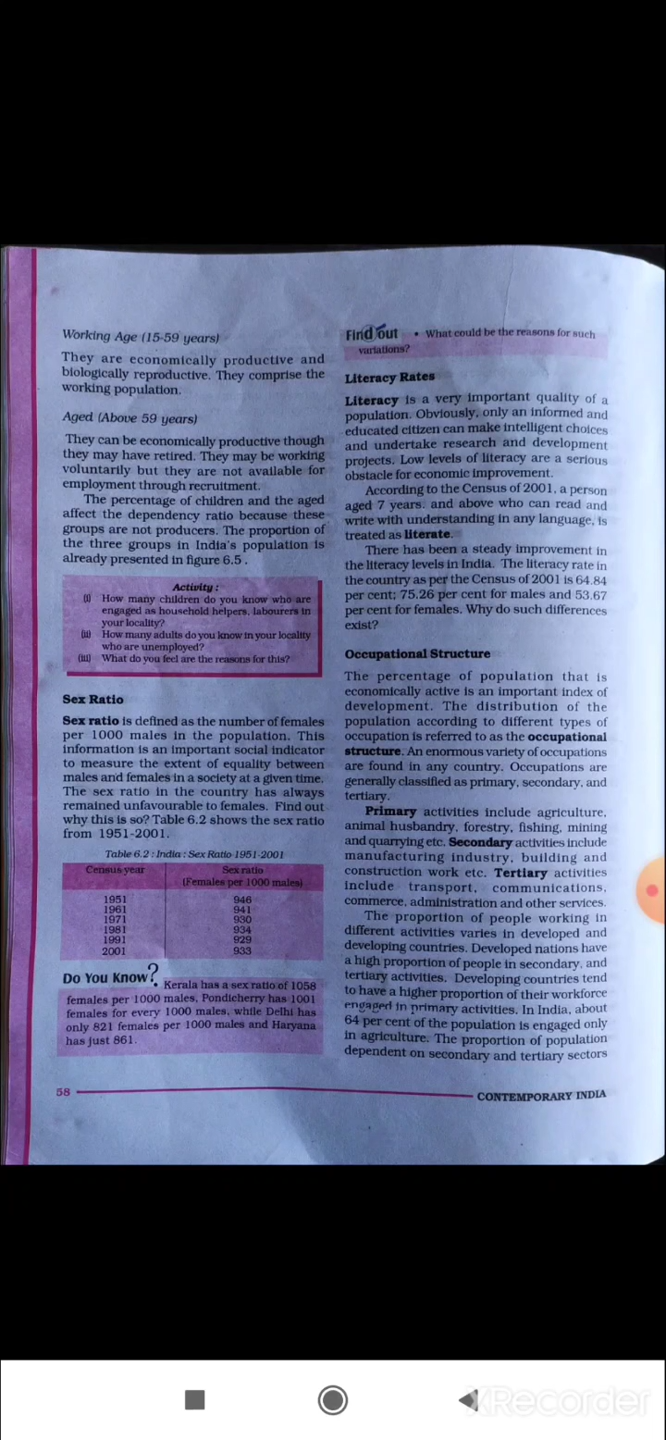 Working Age (15-59 years)
They are economically productive and
biologically reproductive. They comprise the
working population.
Aged (Above 59 years)
They can be economically productive though
they may have retired. They may be working
voluntarily but they are not available for
employment through recruitment.
The percentage of children and the aged
affect the dependency ratio because these
groups are not producers. The proportion of
the three groups in India's population is
already presented in figure 6.5 .
Activity :
(i) How many children do you know who are
engaged as household helpers, labourers in
your locality?
(ii) How many adults do you know in your locality
who are unemployed?
(iii) What do you feel are the reasons for this?
Sex Ratio
Sex ratio is defined as the number of females
per 1000 males in the population. This
information is an important social indicator
to measure the extent of equality between
males and females in a society at a given time.
The sex ratio in the country has always
remained unfavourable to females. Find out
why this is so? Table 6.2 shows the sex ratio
from 1951-2001.
Table 6.2 : India : Sex Ratio 1951-2001
Census year Sex ratio
(Females per 1000 males)
1951 946
1961 941
1971 930
1981 934
1991 929
2001 933
Do You Know? Kerala has a sex ratio of 1058
females per 1000 males, Pondicherry has 1001
females for every 1000 males, while Delhi has
only 821 females per 1000 males and Haryana
has just 861.
Find out • What could be the reasons for such
variations?
Literacy Rates
Literacy is a very important quality of a
population. Obviously, only an informed and
educated citizen can make intelligent choices
and undertake research and development
projects. Low levels of literacy are a serious
obstacle for economic improvement.
According to the Census of 2001, a person
aged 7 years, and above who can read and
write with understanding in any language, is
treated as literate.
There has been a steady improvement in
the literacy levels in India. The literacy rate in
the country as per the Census of 2001 is 64.84
per cent; 75.26 per cent for males and 53.67
per cent for females. Why do such differences
exist?
Occupational Structure
The percentage of population that is
economically active is an important index of
development. The distribution of the
population according to different types of
occupation is referred to as the occupational
structure. An enormous variety of occupations
are found in any country. Occupations are
generally classified as primary, secondary, and
tertiary.
Primary activities include agriculture,
animal husbandry, forestry, fishing, mining
and quarrying etc. Secondary activities include
manufacturing industry, building and
construction work etc. Tertiary activities
include transport, communications,
commerce, administration and other services.
The proportion of people working in
different activities varies in developed and
developing countries. Developed nations have
a high proportion of people in secondary, and
tertiary activities. Developing countries tend
to have a higher proportion of their workforce
engaged in primary activities. In India, about
64 per cent of the population is engaged only
in agriculture. The proportion of population
dependent on secondary and tertiary sectors
58
CONTEMPORARY INDIA
XRecorder